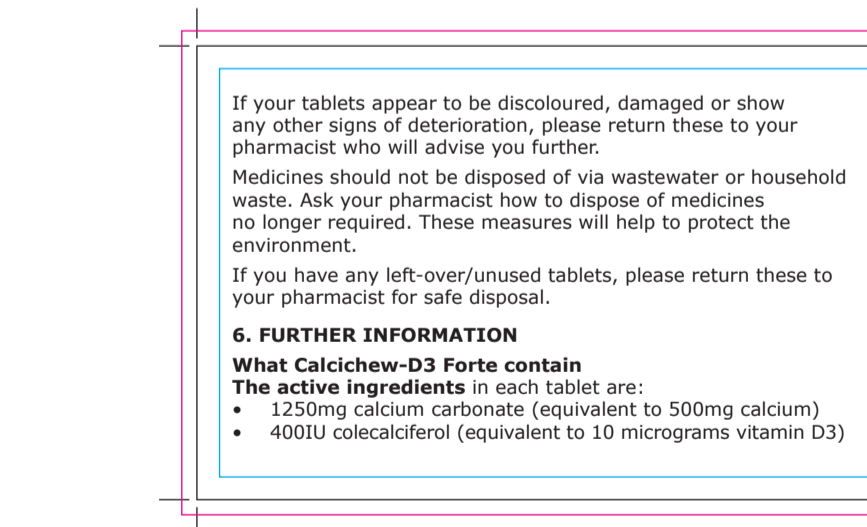 If your tablets appear to be discoloured, damaged or show
any other signs of deterioration, please return these to your
pharmacist who will advise you further.
Medicines should not be disposed of via wastewater or household
waste. Ask your pharmacist how to dispose of medicines
no longer required. These measures will help to protect the
environment.
If you have any left-over/unused tablets, please return these to
your pharmacist for safe disposal.
6. FURTHER INFORMATION
What Calcichew-D3 Forte contain
The active ingredients in each tablet are:
• 1250mg calcium carbonate (equivalent to 500mg calcium)
• 400IU colecalciferol (equivalent to 10 micrograms vitamin D3)